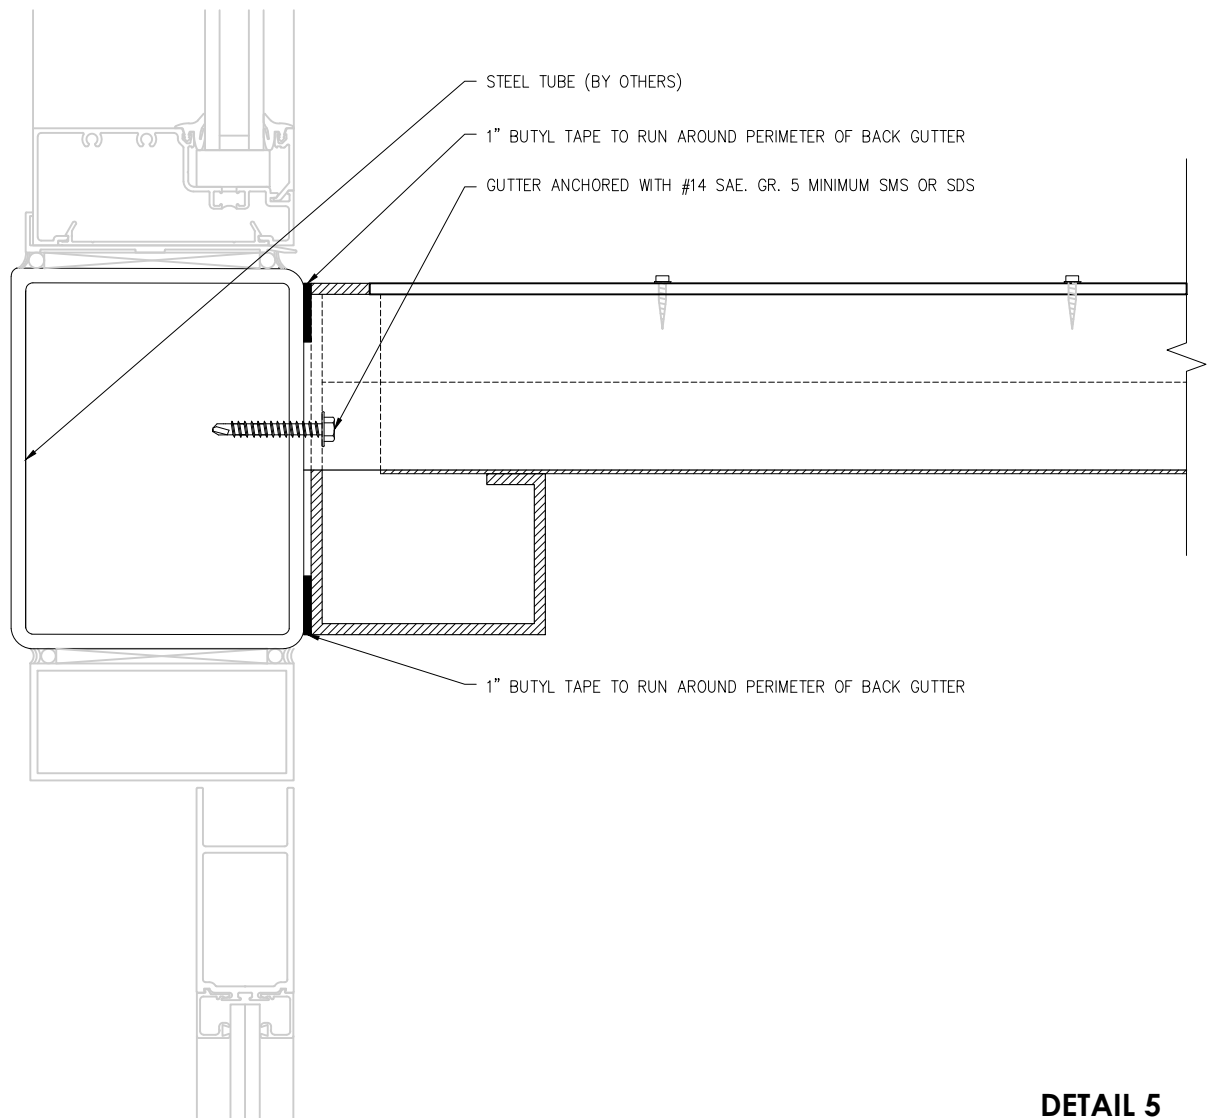 STEEL TUBE (BY OTHERS)
1” BUTYL TAPE TO RUN AROUND PERIMETER OF BACK GUTTER
GUTTER ANCHORED WITH #14 SAE. GR. 5 MINIMUM SMS OR SDS
1” BUTYL TAPE TO RUN AROUND PERIMETER OF BACK GUTTER
DETAIL 5